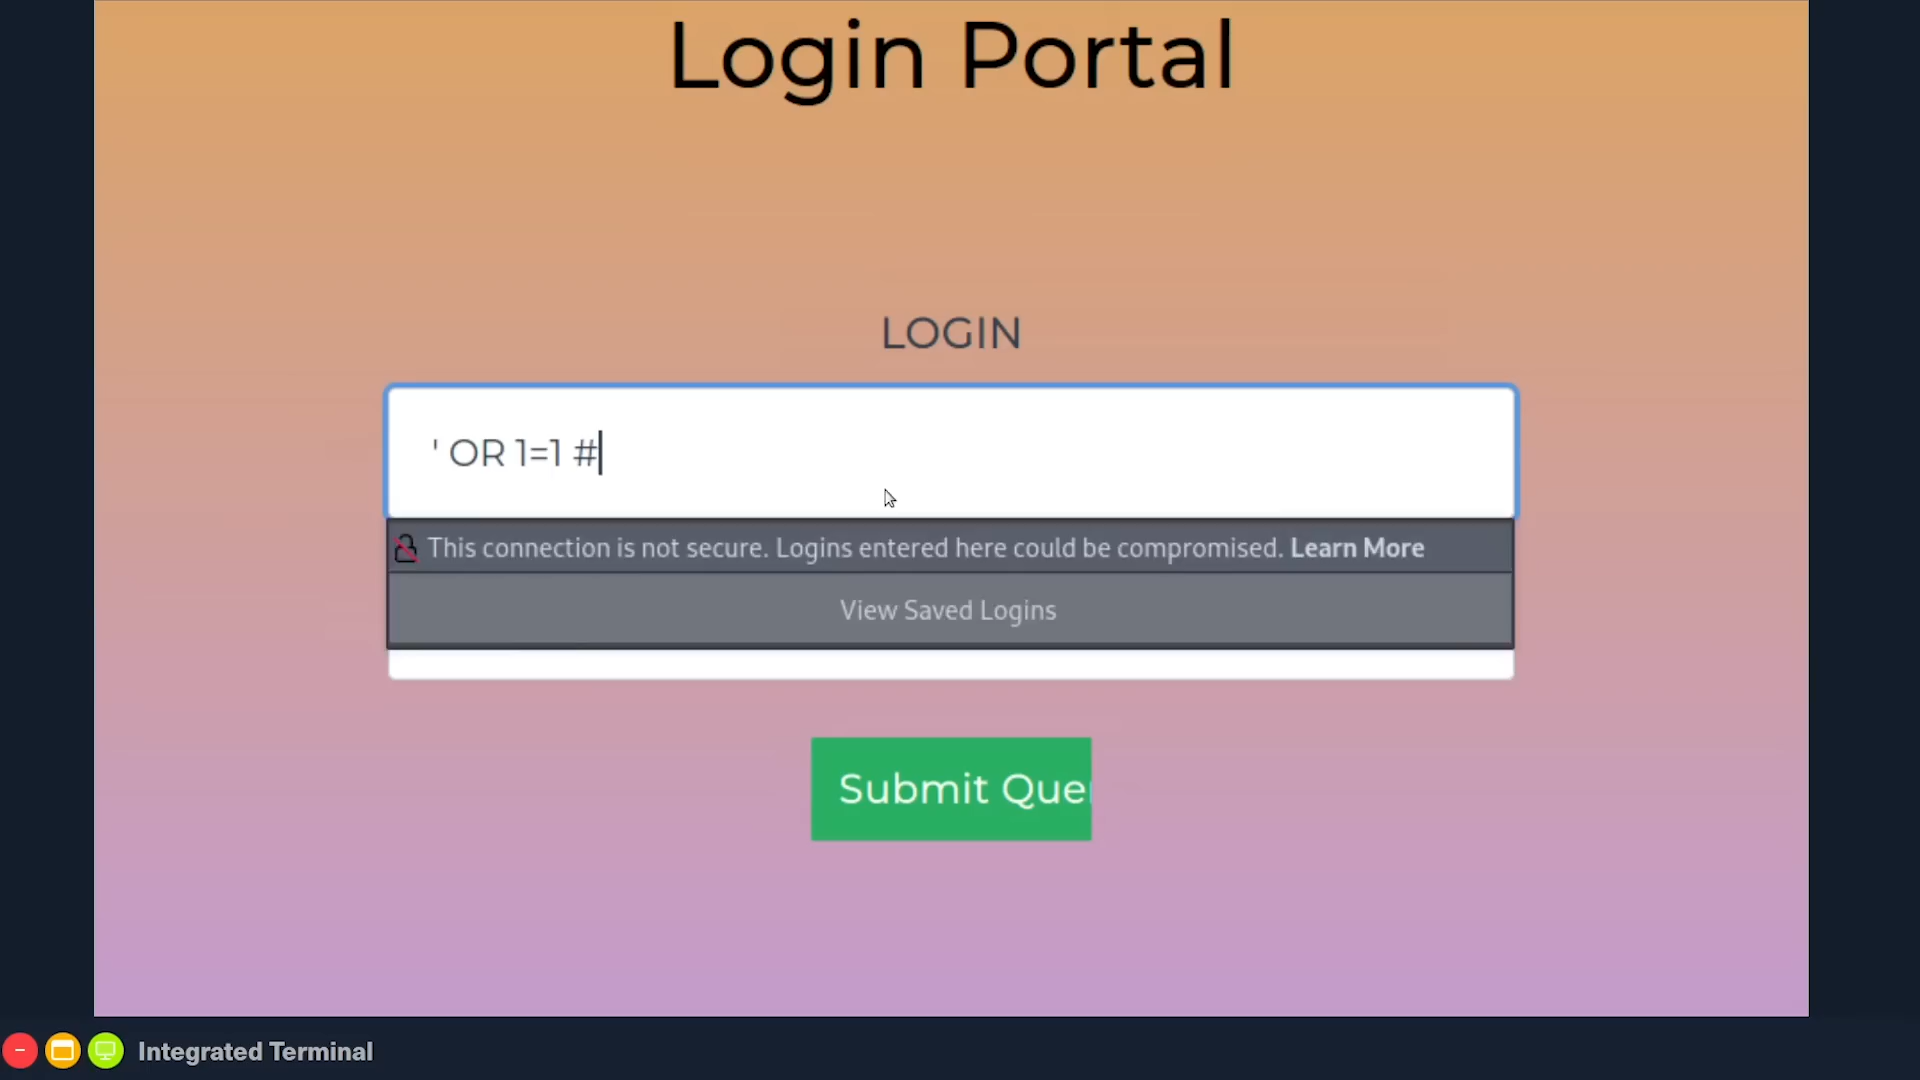 Login Portal
LOGIN
' OR 1=1 #
This connection is not secure. Logins entered here could be compromised. Learn More
View Saved Logins
Submit Que
Integrated Terminal